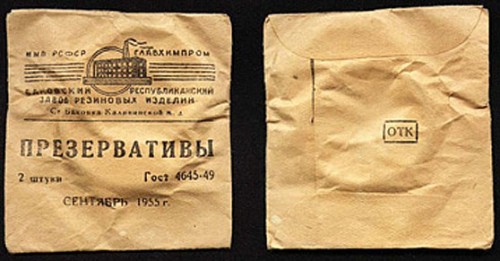 ММП РСФСР ГЛАВХИМПРОМ
БАКОВСКИЙ РЕСПУБЛИКАНСКИЙ
ЗАВОД РЕЗИНОВЫХ ИЗДЕЛИЙ
Ст Баковка Калининской ж. д.
ПРЕЗЕРВАТИВЫ
2 штуки Гост 4645-49
СЕНТЯБРЬ 1955 г.
ОТК